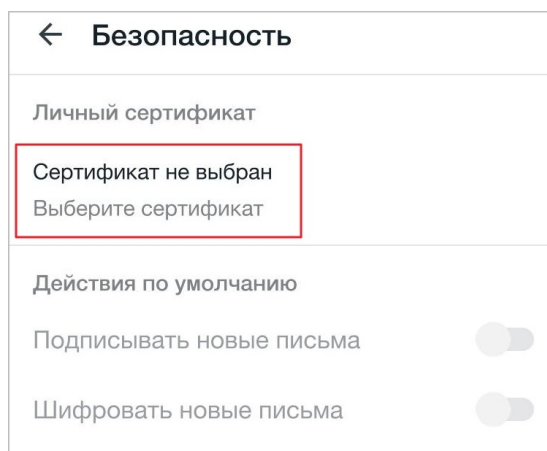 Безопасность
Личный сертификат
Сертификат не выбран
Выберите сертификат
Действия по умолчанию
Подписывать новые письма
Шифровать новые письма